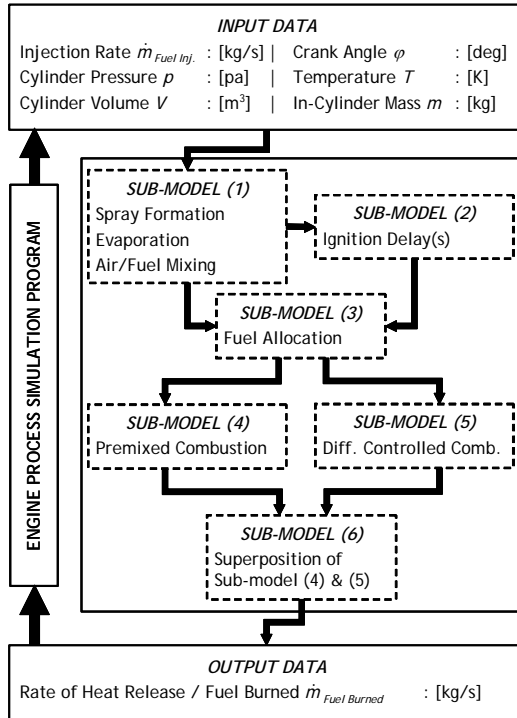 INPUT DATA
Injection Rate ṁ Fuel Inj. : [kg/s] | Crank Angle φ : [deg]
Cylinder Pressure p : [pa] | Temperature T : [K]
Cylinder Volume V : [m³] | In-Cylinder Mass m : [kg]
ENGINE PROCESS SIMULATION PROGRAM
SUB-MODEL (1)
Spray Formation
Evaporation
Air/Fuel Mixing
SUB-MODEL (2)
Ignition Delay(s)
SUB-MODEL (3)
Fuel Allocation
SUB-MODEL (4)
Premixed Combustion
SUB-MODEL (5)
Diff. Controlled Comb.
SUB-MODEL (6)
Superposition of
Sub-model (4) & (5)
OUTPUT DATA
Rate of Heat Release / Fuel Burned ṁ Fuel Burned : [kg/s]